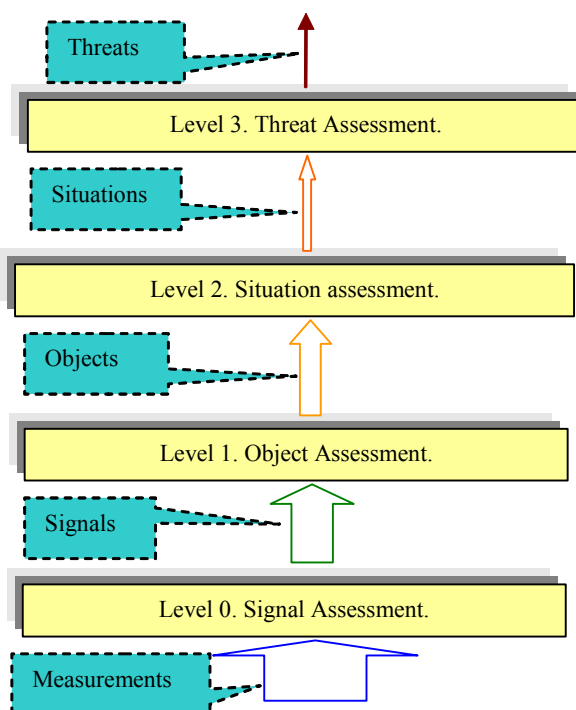 Threats
Level 3. Threat Assessment.
Situations
Level 2. Situation assessment.
Objects
Level 1. Object Assessment.
Signals
Level 0. Signal Assessment.
Measurements